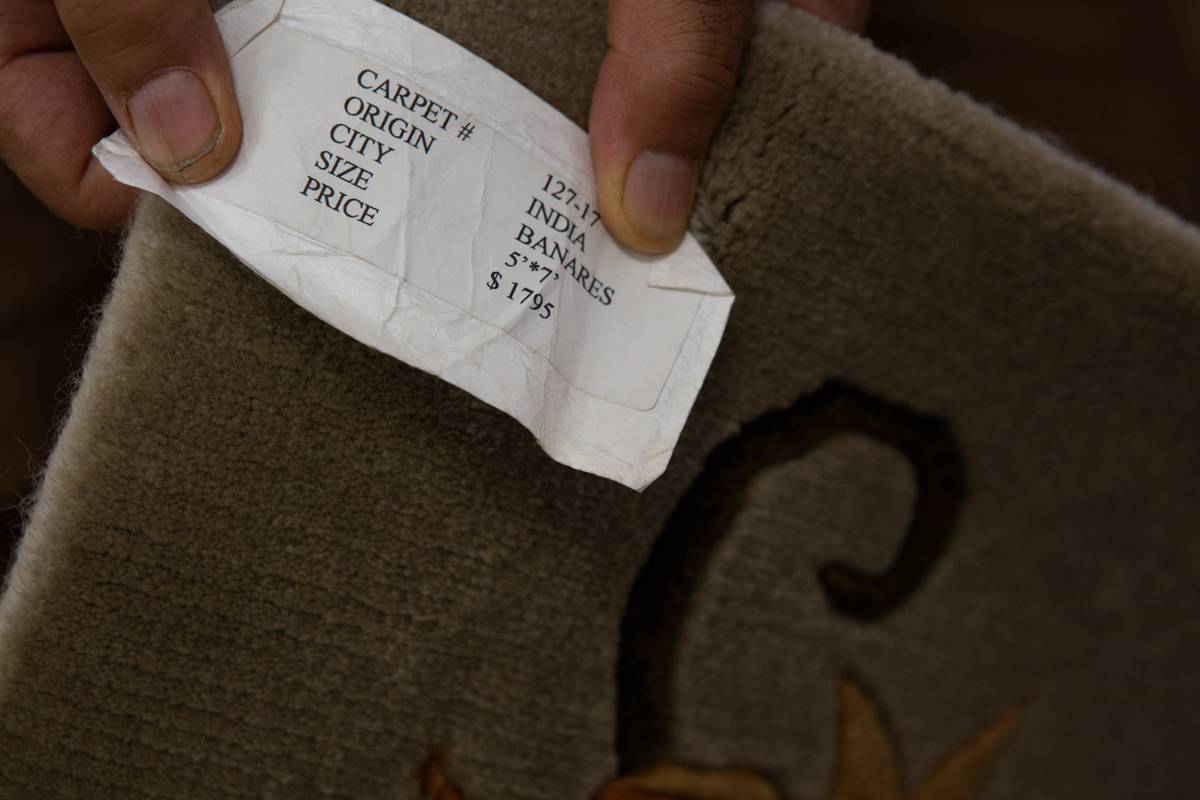 CARPET # 127-17
ORIGIN INDIA
CITY BANARES
SIZE 5'*7'
PRICE $ 1795